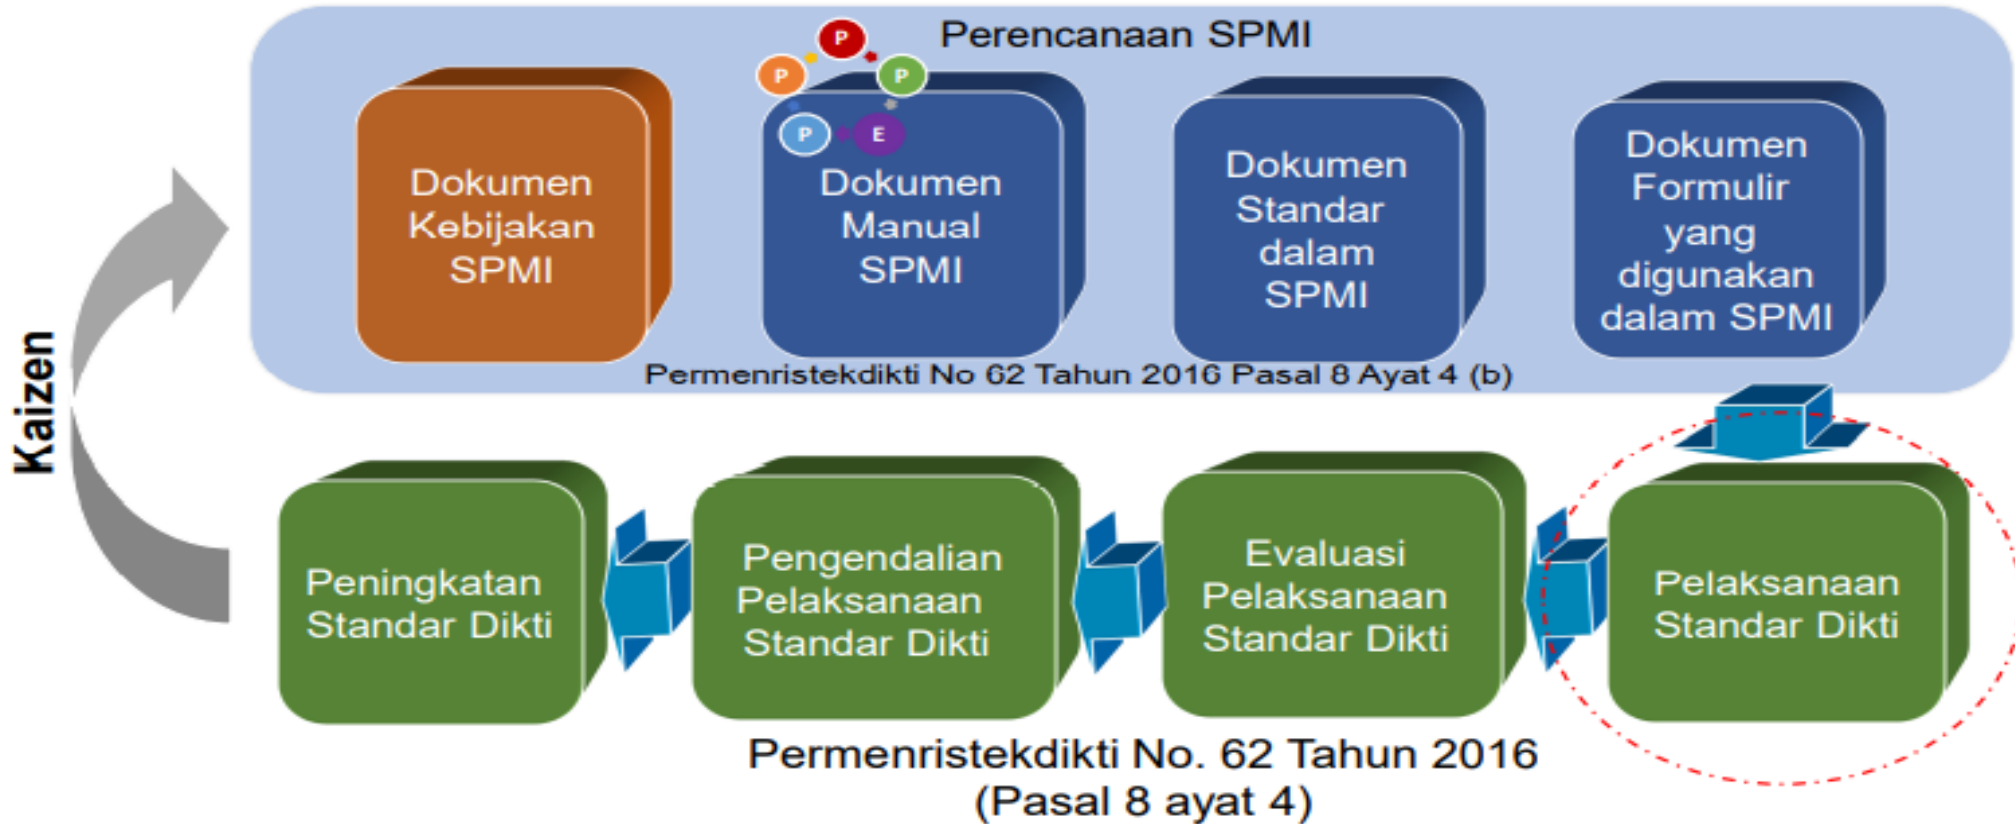 Perencanaan SPMI
P
P
P
P
E
Dokumen
Kebijakan
SPMI
Dokumen
Manual
SPMI
Dokumen
Standar
dalam
SPMI
Dokumen
Formulir
yang
digunakan
dalam SPMI
Permenristekdikti No 62 Tahun 2016 Pasal 8 Ayat 4 (b)
Kaizen
Peningkatan
Standar Dikti
Pengendalian
Pelaksanaan
Standar Dikti
Evaluasi
Pelaksanaan
Standar Dikti
Pelaksanaan
Standar Dikti
Permenristekdikti No. 62 Tahun 2016
(Pasal 8 ayat 4)